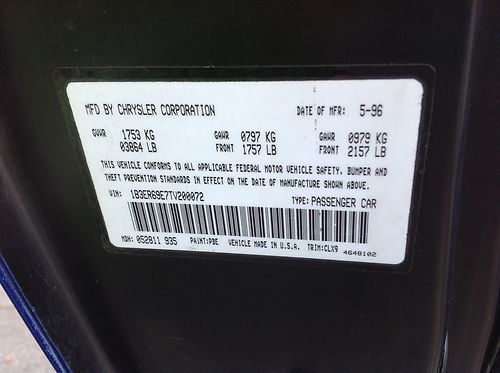 MFD BY CHRYSLER CORPORATION DATE OF MFR: 5-96
GVWR 1753 KG GAWR 0797 KG GAWR 0979 KG
03864 LB FRONT 1757 LB FRONT 2157 LB
THIS VEHICLE CONFORMS TO ALL APPLICABLE FEDERAL MOTOR VEHICLE SAFETY, BUMPER AND
THEFT PREVENTION STANDARDS IN EFFECT ON THE DATE OF MANUFACTURE SHOWN ABOVE.
VIN: 1B3ER69E7TV200072 TYPE: PASSENGER CAR
MDH: 052811 935 PAINT:PBE VEHICLE MADE IN U.S.A. TRIM:CLX9 4648102